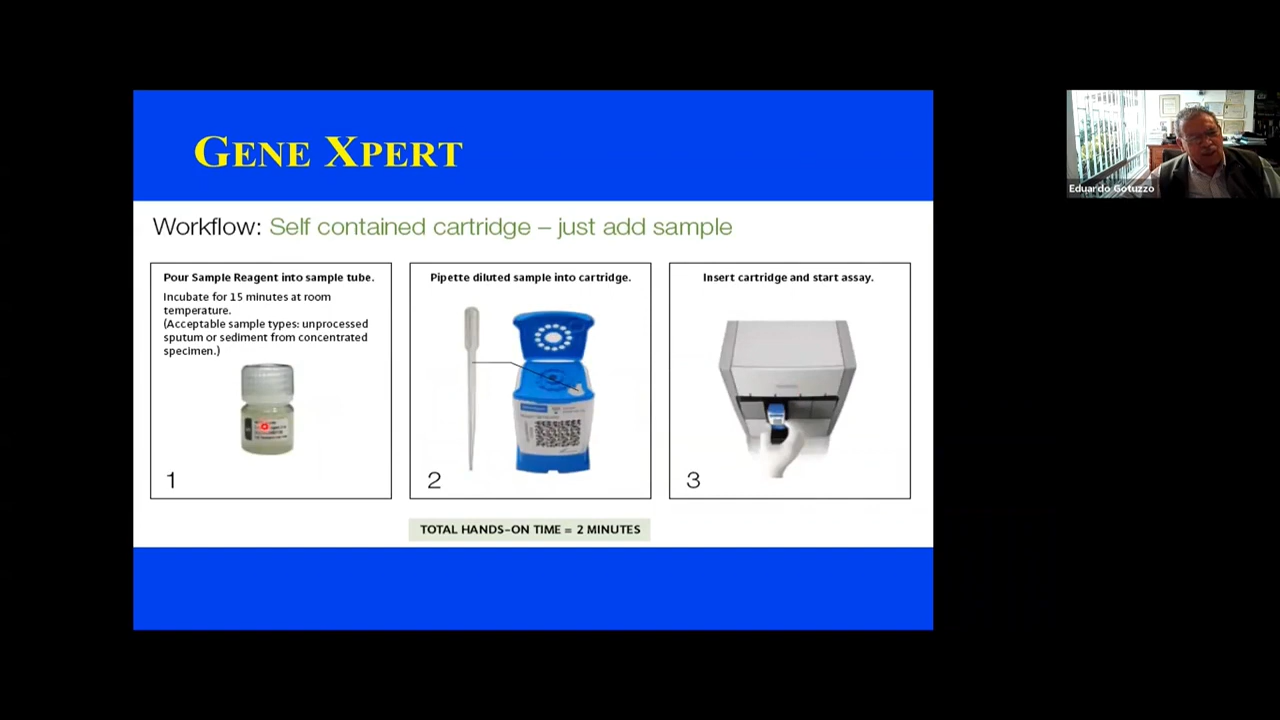 GENE XPERT
Workflow: Self contained cartridge – just add sample
Pour Sample Reagent into sample tube.
Incubate for 15 minutes at room
temperature.
(Acceptable sample types: unprocessed
sputum or sediment from concentrated
specimen.)
1
Pipette diluted sample into cartridge.
2
Insert cartridge and start assay.
3
TOTAL HANDS-ON TIME = 2 MINUTES
Eduardo Gotuzzo